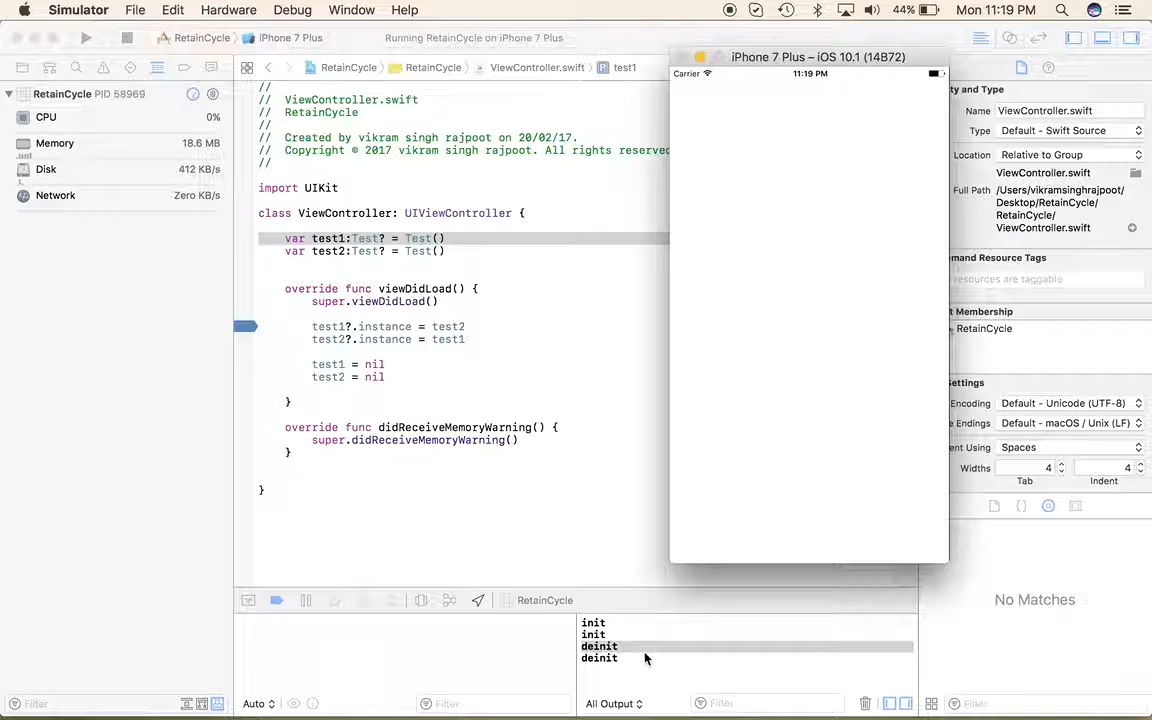 Simulator File Edit Hardware Debug Window Help 44% Mon 11:19 PM
RetainCycle iPhone 7 Plus Running RetainCycle on iPhone 7 Plus
iPhone 7 Plus – iOS 10.1 (14B72)
RetainCycle RetainCycle ViewController.swift test1
Carrier 11:19 PM
RetainCycle PID 58969
CPU 0%
Memory 18.6 MB
Disk 412 KB/s
Network Zero KB/s
//
// ViewController.swift
// RetainCycle
//
// Created by vikram singh rajpoot on 20/02/17.
// Copyright © 2017 vikram singh rajpoot. All rights reserved
//
import UIKit
class ViewController: UIViewController {
var test1:Test? = Test()
var test2:Test? = Test()
override func viewDidLoad() {
super.viewDidLoad()
test1?.instance = test2
test2?.instance = test1
test1 = nil
test2 = nil
}
override func didReceiveMemoryWarning() {
super.didReceiveMemoryWarning()
}
}
ity and Type
Name ViewController.swift
Type Default - Swift Source
Location Relative to Group
ViewController.swift
Full Path /Users/vikramsinghrajpoot/
Desktop/RetainCycle/
RetainCycle/
ViewController.swift
mand Resource Tags
resources are taggable
t Membership
RetainCycle
Settings
Encoding Default - Unicode (UTF-8)
e Endings Default - macOS / Unix (LF)
ent Using Spaces
Widths 4 4
Tab Indent
No Matches
RetainCycle
init
init
deinit
deinit
Filter
Auto
Filter
All Output
Filter
Filter